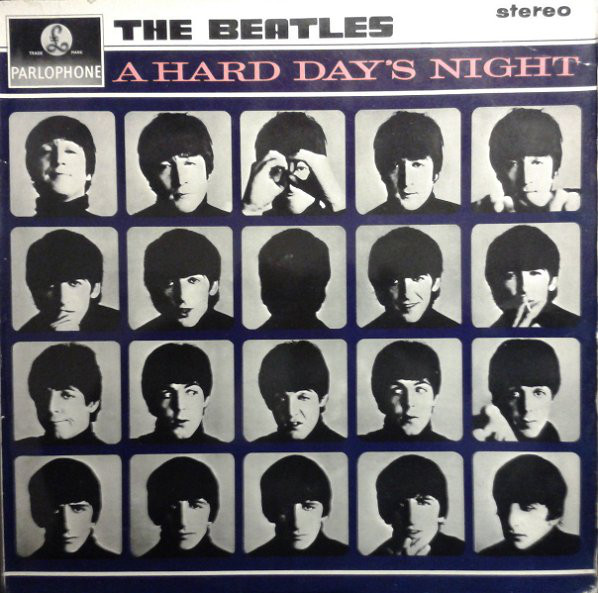 THE BEATLES
stereo
TRADE MARK
PARLOPHONE
A HARD DAY'S NIGHT